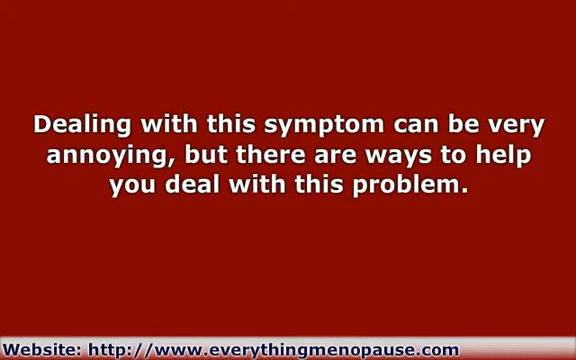 Dealing with this symptom can be very
annoying, but there are ways to help
you deal with this problem.
Website: http://www.everythingmenopause.com